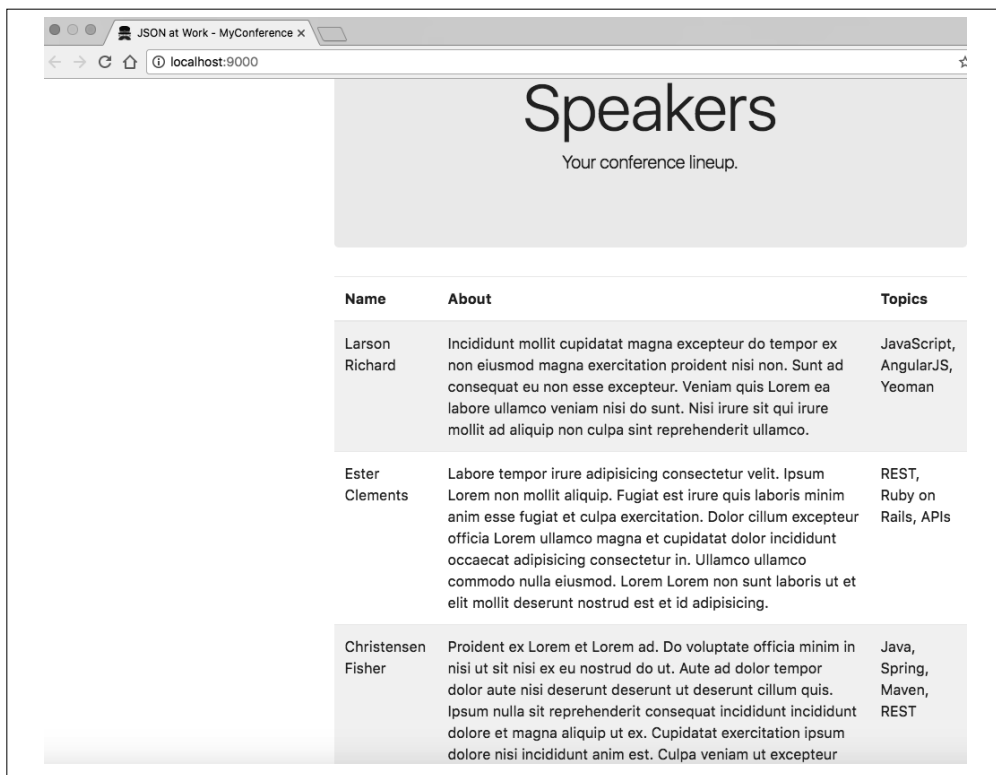 JSON at Work - MyConference ×
localhost:9000
Speakers
Your conference lineup.
Name About Topics
Larson
Richard
Incididunt mollit cupidatat magna excepteur do tempor ex
non eiusmod magna exercitation proident nisi non. Sunt ad
consequat eu non esse excepteur. Veniam quis Lorem ea
labore ullamco veniam nisi do sunt. Nisi irure sit qui irure
mollit ad aliquip non culpa sint reprehenderit ullamco.
JavaScript,
AngularJS,
Yeoman
Ester
Clements
Labore tempor irure adipisicing consectetur velit. Ipsum
Lorem non mollit aliquip. Fugiat est irure quis laboris minim
anim esse fugiat et culpa exercitation. Dolor cillum excepteur
officia Lorem ullamco magna et cupidatat dolor incididunt
occaecat adipisicing consectetur in. Ullamco ullamco
commodo nulla eiusmod. Lorem Lorem non sunt laboris ut et
elit mollit deserunt nostrud est et id adipisicing.
REST,
Ruby on
Rails, APIs
Christensen
Fisher
Proident ex Lorem et Lorem ad. Do voluptate officia minim in
nisi ut sit nisi ex eu nostrud do ut. Aute ad dolor tempor
dolor aute nisi deserunt deserunt ut deserunt cillum quis.
Ipsum nulla sit reprehenderit consequat incididunt incididunt
dolore et magna aliquip ut ex. Cupidatat exercitation ipsum
dolore nisi incididunt anim est. Culpa veniam ut excepteur
Java,
Spring,
Maven,
REST